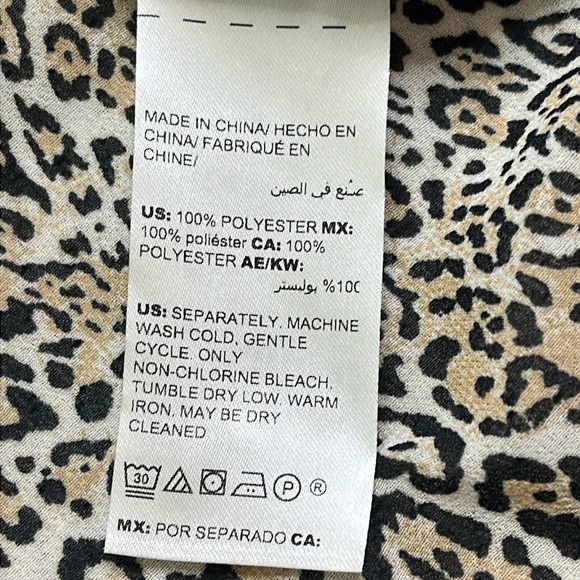 MADE IN CHINA/ HECHO EN
CHINA/ FABRIQUÉ EN
CHINE/
صُنع في الصين
US: 100% POLYESTER MX:
100% poliéster CA: 100%
POLYESTER AE/KW:
100% بوليستر
US: SEPARATELY. MACHINE
WASH COLD, GENTLE
CYCLE. ONLY
NON-CHLORINE BLEACH.
TUMBLE DRY LOW. WARM
IRON. MAY BE DRY
CLEANED
30 P ®
MX: POR SEPARADO CA: